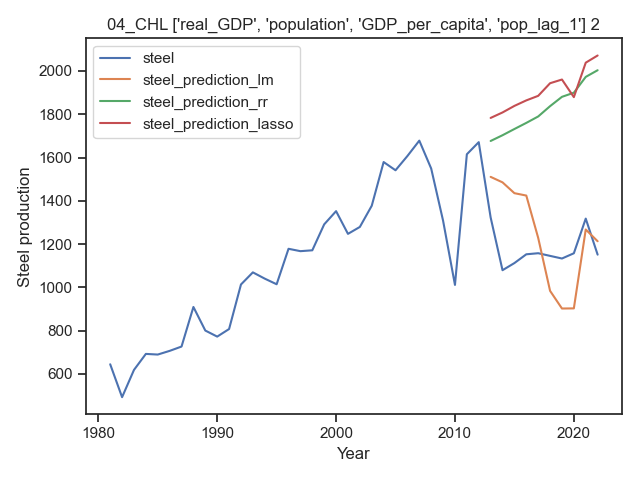 04_CHL ['real_GDP', 'population', 'GDP_per_capita', 'pop_lag_1'] 2
steel
steel_prediction_lm
steel_prediction_rr
steel_prediction_lasso
Steel production
2000
1800
1600
1400
1200
1000
800
600
1980 1990 2000 2010 2020
Year